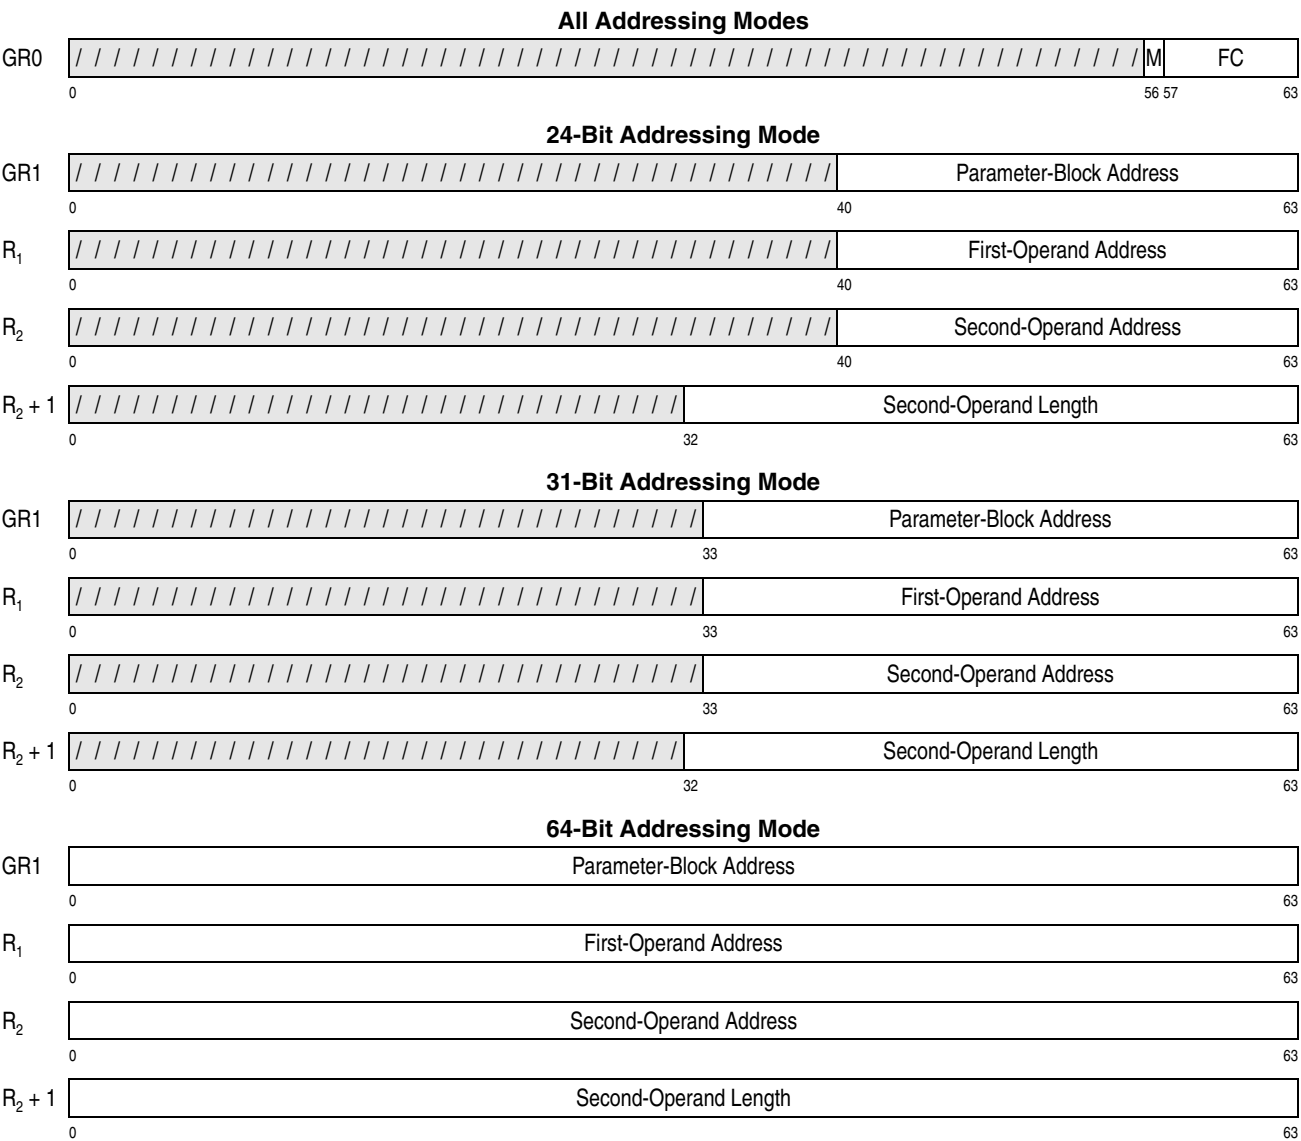 All Addressing Modes
GR0 / / / / / / / / / / / / / / / / / / / / / / / / / / / / / / / / / / / / / / / / / / / / / / / / / / / / / / / / M FC
0 56 57 63
24-Bit Addressing Mode
GR1 / / / / / / / / / / / / / / / / / / / / / / / / / / / / / / / / / / / / / / / / Parameter-Block Address
0 40 63
R1 / / / / / / / / / / / / / / / / / / / / / / / / / / / / / / / / / / / / / / / / First-Operand Address
0 40 63
R2 / / / / / / / / / / / / / / / / / / / / / / / / / / / / / / / / / / / / / / / / Second-Operand Address
0 40 63
R2 + 1 / / / / / / / / / / / / / / / / / / / / / / / / / / / / / / / / Second-Operand Length
0 32 63
31-Bit Addressing Mode
GR1 / / / / / / / / / / / / / / / / / / / / / / / / / / / / / / / / / Parameter-Block Address
0 33 63
R1 / / / / / / / / / / / / / / / / / / / / / / / / / / / / / / / / / First-Operand Address
0 33 63
R2 / / / / / / / / / / / / / / / / / / / / / / / / / / / / / / / / / Second-Operand Address
0 33 63
R2 + 1 / / / / / / / / / / / / / / / / / / / / / / / / / / / / / / / / Second-Operand Length
0 32 63
64-Bit Addressing Mode
GR1 Parameter-Block Address
0 63
R1 First-Operand Address
0 63
R2 Second-Operand Address
0 63
R2 + 1 Second-Operand Length
0 63